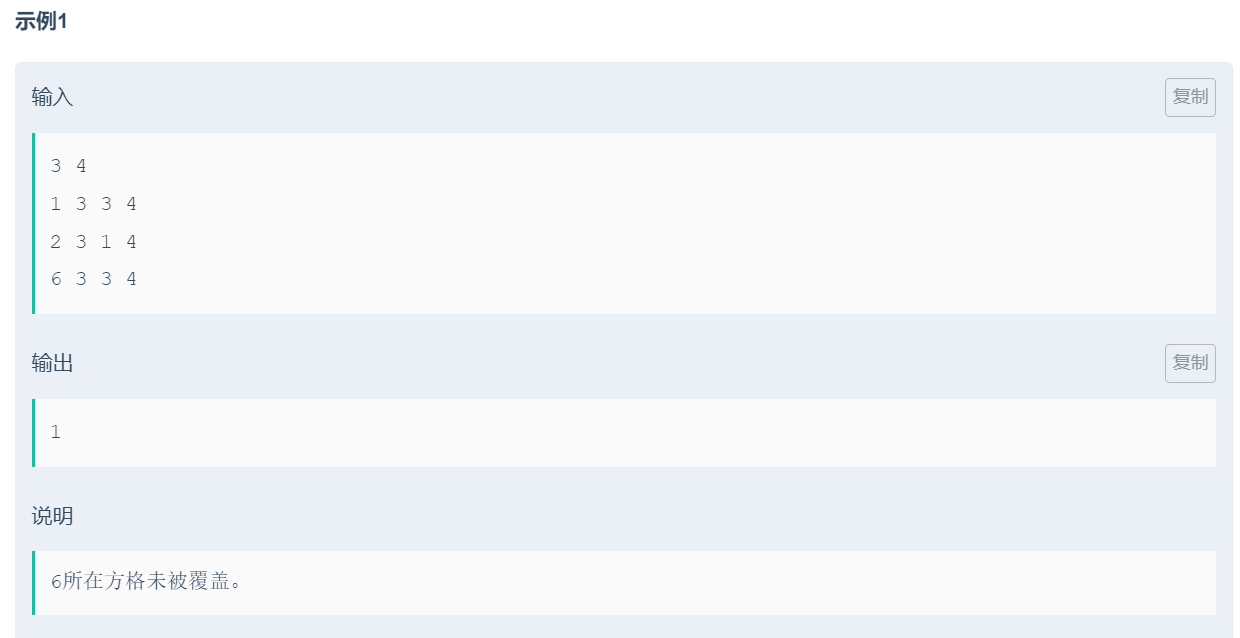 示例1
输入
复制
3 4
1 3 3 4
2 3 1 4
6 3 3 4
输出
复制
1
说明
6所在方格未被覆盖。